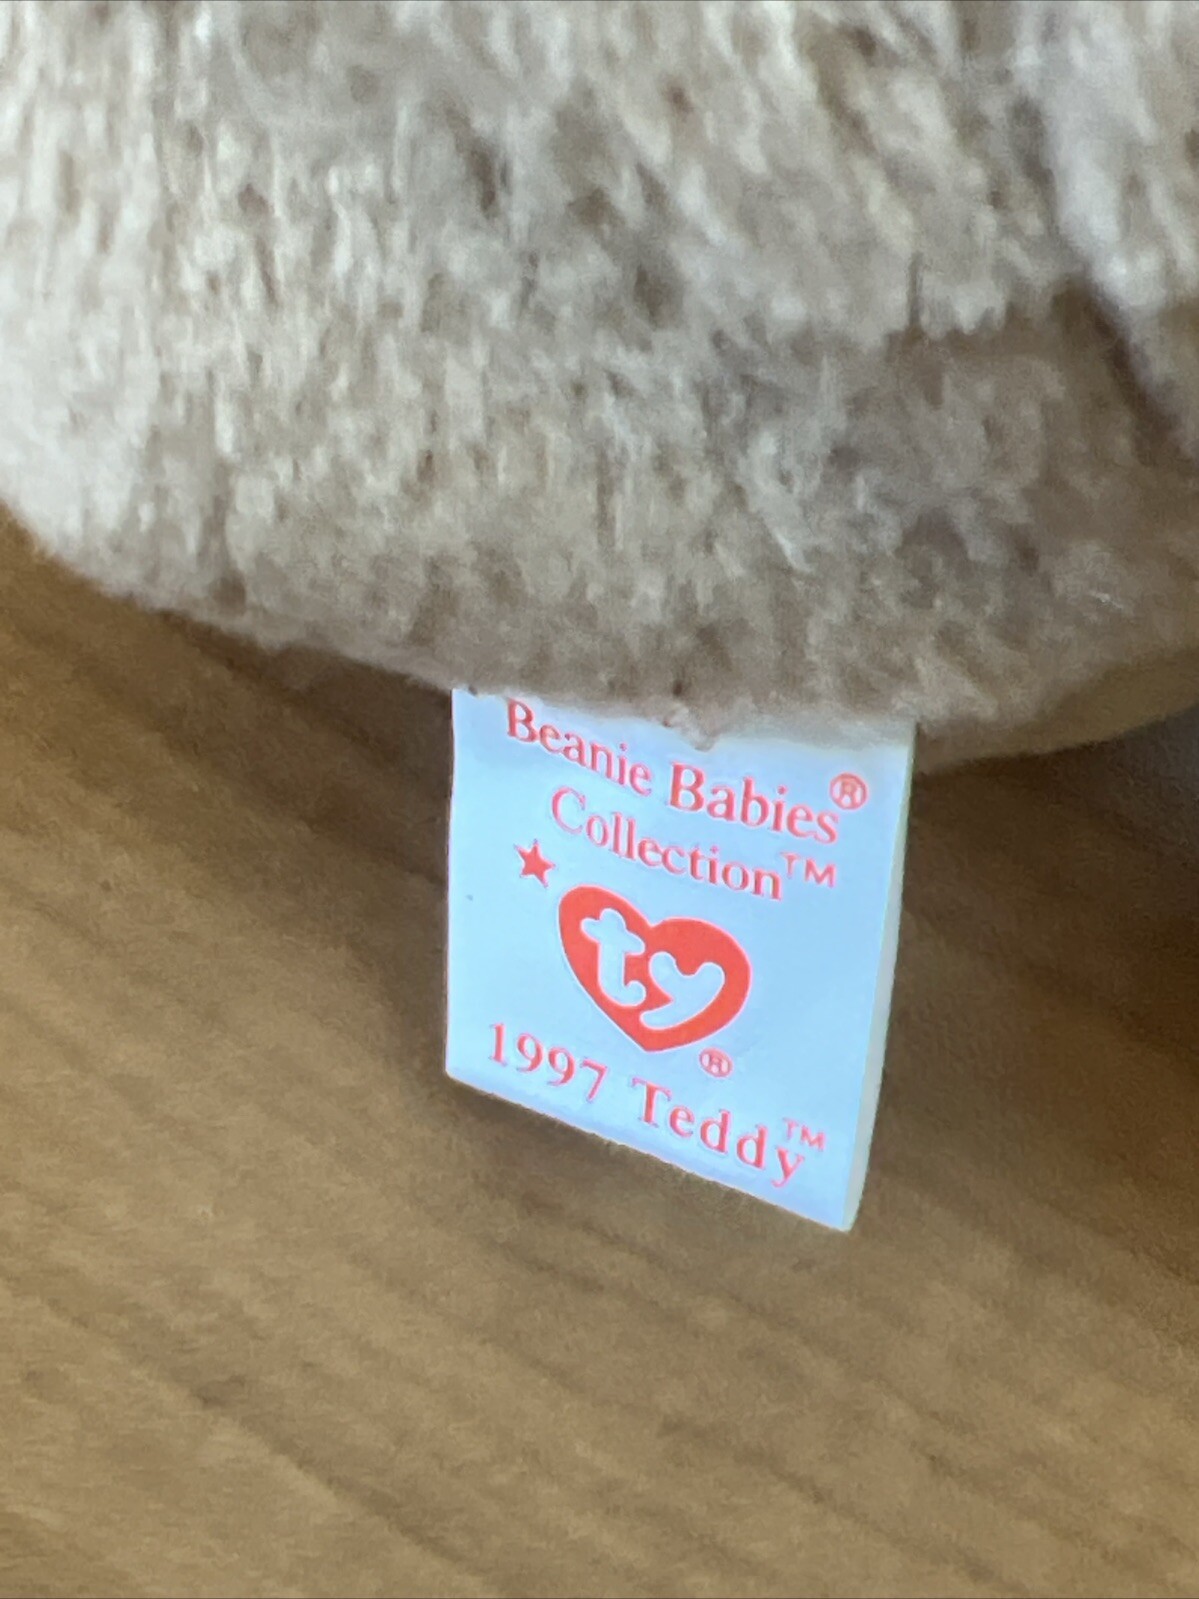 Beanie Babies®
Collection™
ty®
1997 Teddy™